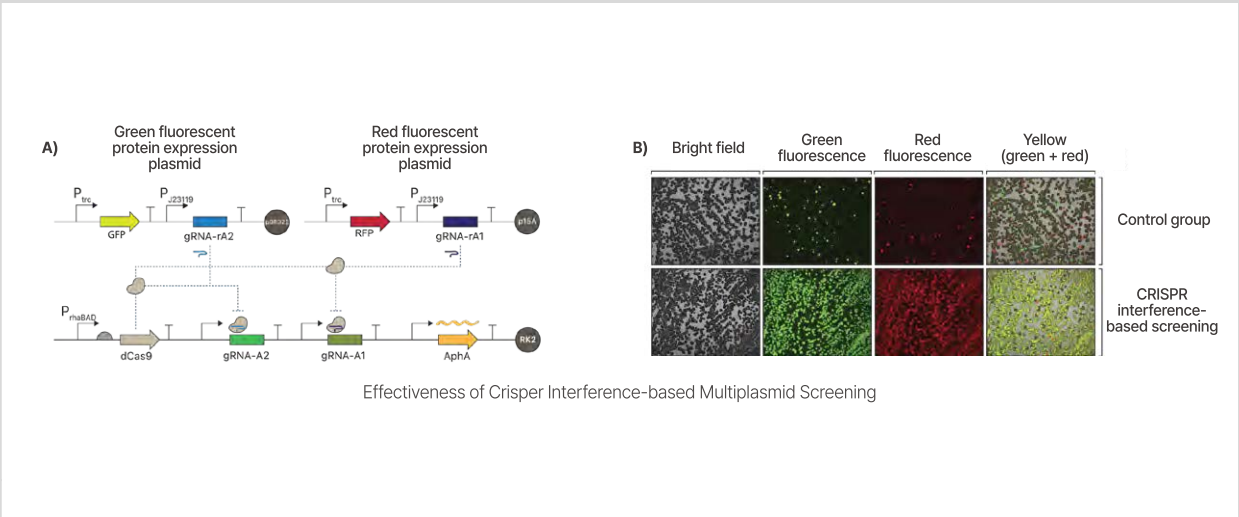 A)
Green fluorescent
protein expression
plasmid
Red fluorescent
protein expression
plasmid
Ptrc
PJ23119
GFP
gRNA-rA2
Ptrc
PJ23119
RFP
gRNA-rA1
p15A
PrhaBAD
dCas9
gRNA-A2
gRNA-A1
AphA
RK2
B)
Bright field
Green
fluorescence
Red
fluorescence
Yellow
(green + red)
Control group
CRISPR
interference-
based screening
Effectiveness of Crisper Interference-based Multiplasmid Screening